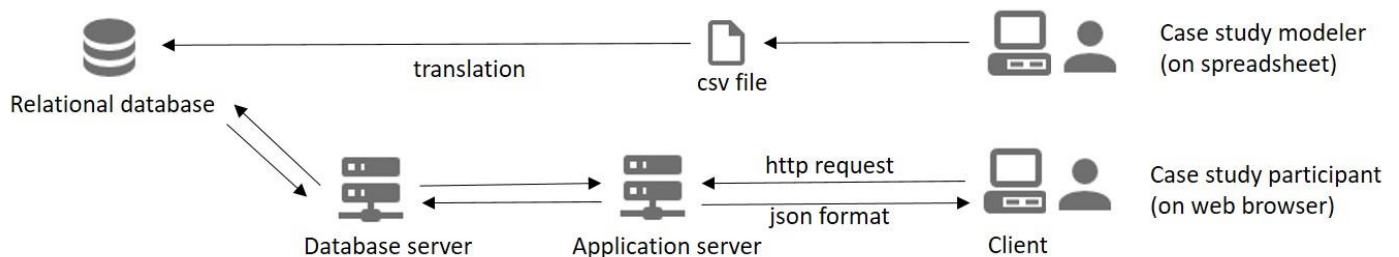 Case study modeler
(on spreadsheet)
translation
csv file
Relational database
http request
Case study participant
(on web browser)
json format
Database server
Application server
Client